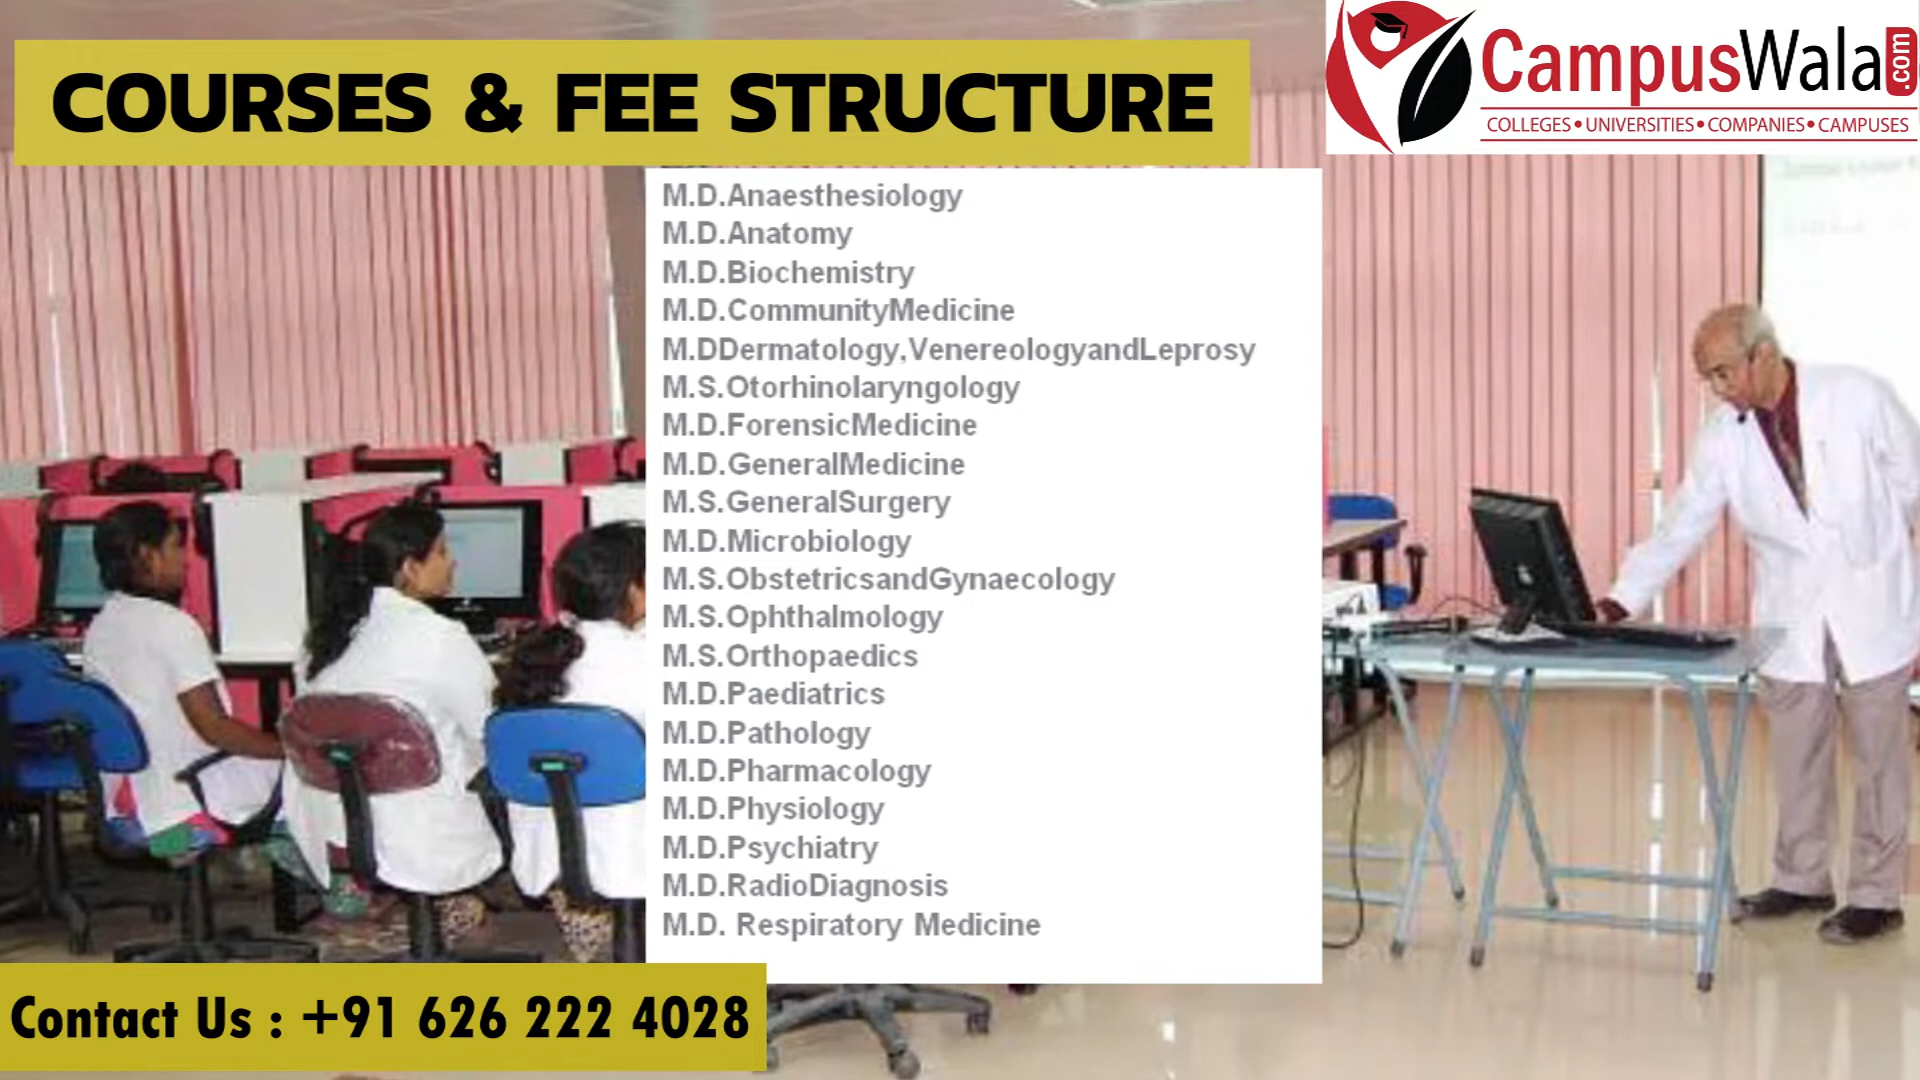 COURSES & FEE STRUCTURE
CampusWala.com
COLLEGES•UNIVERSITIES•COMPANIES•CAMPUSES
M.D.Anaesthesiology
M.D.Anatomy
M.D.Biochemistry
M.D.CommunityMedicine
M.DDermatology,VenereologyandLeprosy
M.S.Otorhinolaryngology
M.D.ForensicMedicine
M.D.GeneralMedicine
M.S.GeneralSurgery
M.D.Microbiology
M.S.ObstetricsandGynaecology
M.S.Ophthalmology
M.S.Orthopaedics
M.D.Paediatrics
M.D.Pathology
M.D.Pharmacology
M.D.Physiology
M.D.Psychiatry
M.D.RadioDiagnosis
M.D. Respiratory Medicine
Contact Us : +91 626 222 4028